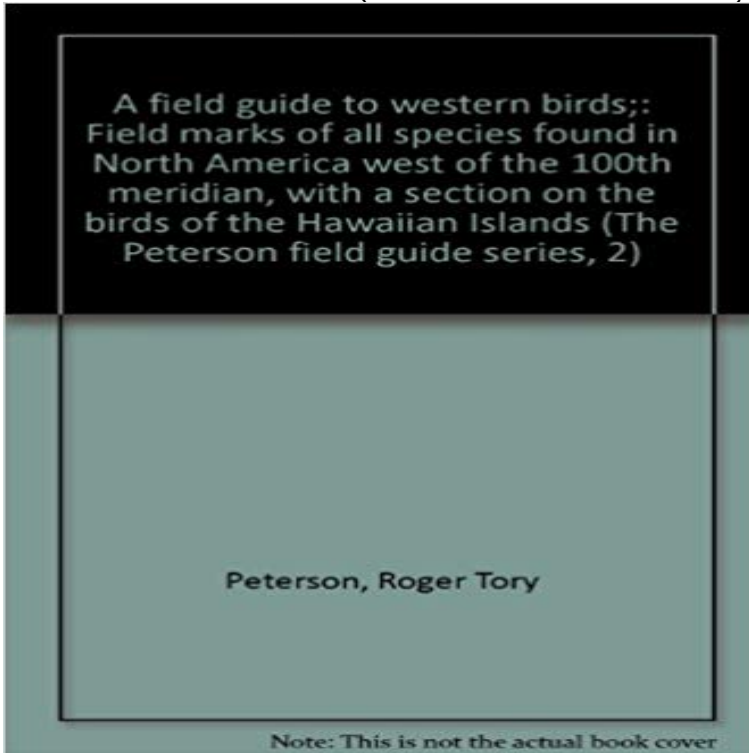 A field guide to western birds;:
Field marks of all species found in
North America west of the 100th
meridian, with a section on the
birds of the Hawaiian Islands (The
Peterson field guide series, 2)
Peterson, Roger Tory
Note: This is not the actual book cover